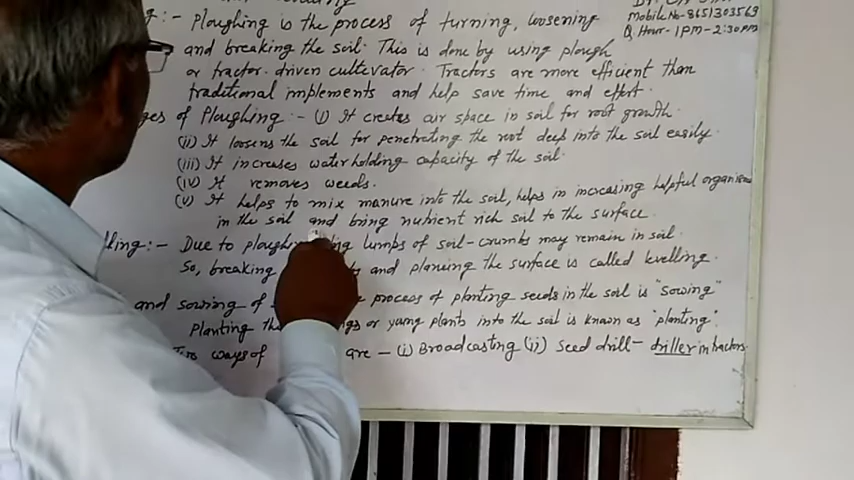 g :- Ploughing is the process of turning, loosening
mobile No-8651303569
and breaking the soil. This is done by using plough
Q Hour-1PM-2:30PM
or tractor-driven cultivator. Tractors are more efficient than
traditional implements and help save time and effort.
ges of Ploughing :- (i) It creates air space in soil for root growth.
(ii) It loosens the soil for penetrating the root deep into the soil easily.
(iii) It increases water holding capacity of the soil.
(iv) It removes weeds.
(v) It helps to mix manure into the soil, helps in increasing helpful organisms
in the soil and bring nutrient rich soil to the surface.
lling :- Due to ploughing lumps of soil-crumbs may remain in soil.
So, breaking and planeing the surface is called levelling.
and sowing of process of planting seeds in the soil is "sowing"
planting the or young plants into the soil is known as "planting"
Two ways of are - (i) Broadcasting (ii) seed drill - driller in tractors